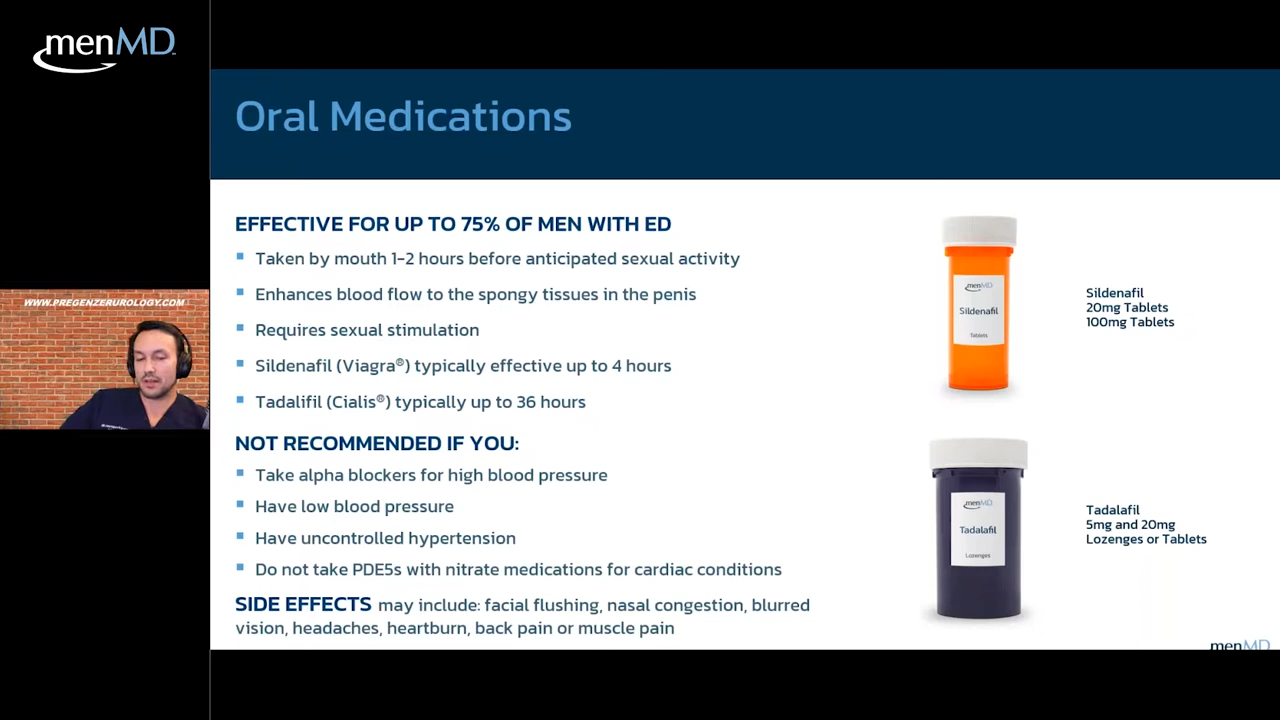 menMD
WWW.PREGENZERUROLOGY.COM
Oral Medications
EFFECTIVE FOR UP TO 75% OF MEN WITH ED
Taken by mouth 1-2 hours before anticipated sexual activity
Enhances blood flow to the spongy tissues in the penis
Requires sexual stimulation
Sildenafil (Viagra®) typically effective up to 4 hours
Tadalifil (Cialis®) typically up to 36 hours
NOT RECOMMENDED IF YOU:
Take alpha blockers for high blood pressure
Have low blood pressure
Have uncontrolled hypertension
Do not take PDE5s with nitrate medications for cardiac conditions
SIDE EFFECTS may include: facial flushing, nasal congestion, blurred
vision, headaches, heartburn, back pain or muscle pain
menMD
Sildenafil
Tablets
Sildenafil
20mg Tablets
100mg Tablets
menMD
Tadalafil
Lozenges
Tadalafil
5mg and 20mg
Lozenges or Tablets
menMD